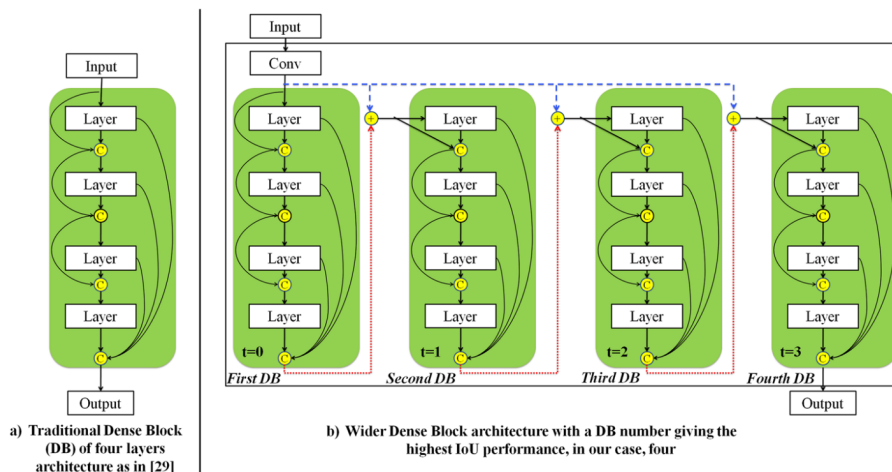 Input
Layer
C
Layer
C
Layer
C
Layer
C
Output
a) Traditional Dense Block
(DB) of four layers
architecture as in [29]
Input
Conv
Layer
C
Layer
C
Layer
C
Layer
t=0
C
First DB
+
Layer
C
Layer
C
Layer
C
Layer
t=1
C
Second DB
+
Layer
C
Layer
C
Layer
C
Layer
t=2
C
Third DB
+
Layer
C
Layer
C
Layer
C
Layer
t=3
C
Fourth DB
Output
b) Wider Dense Block architecture with a DB number giving the
highest IoU performance, in our case, four